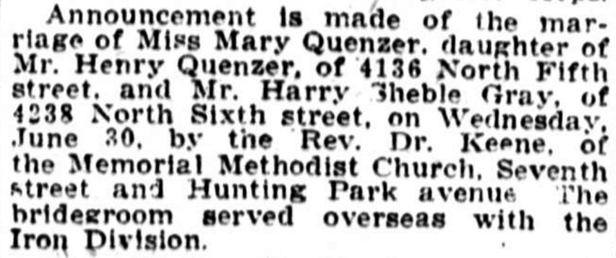 Announcement is made of the mar-
riage of Miss Mary Quenzer, daughter of
Mr. Henry Quenzer, of 4136 North Fifth
street, and Mr. Harry Sheble Gray, of
4238 North Sixth street, on Wednesday,
June 30, by the Rev. Dr. Keene, of
the Memorial Methodist Church, Seventh
street and Hunting Park avenue The
bridegroom served overseas with the
Iron Division.